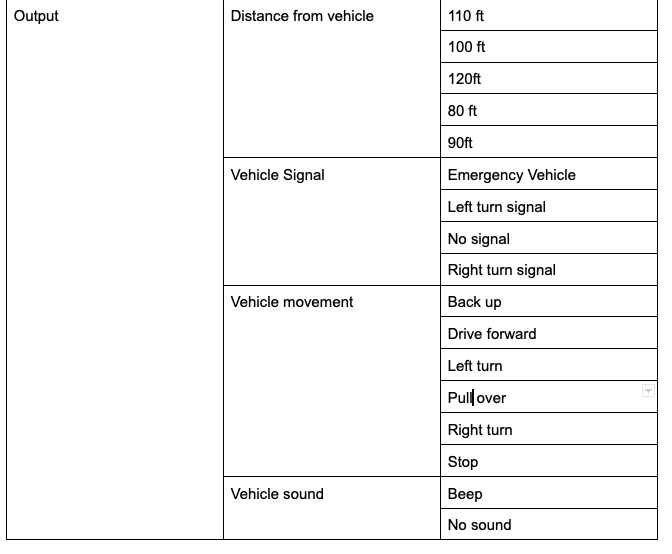 Output
Distance from vehicle
110 ft
100 ft
120ft
80 ft
90ft
Vehicle Signal
Emergency Vehicle
Left turn signal
No signal
Right turn signal
Vehicle movement
Back up
Drive forward
Left turn
Pull over
Right turn
Stop
Vehicle sound
Beep
No sound